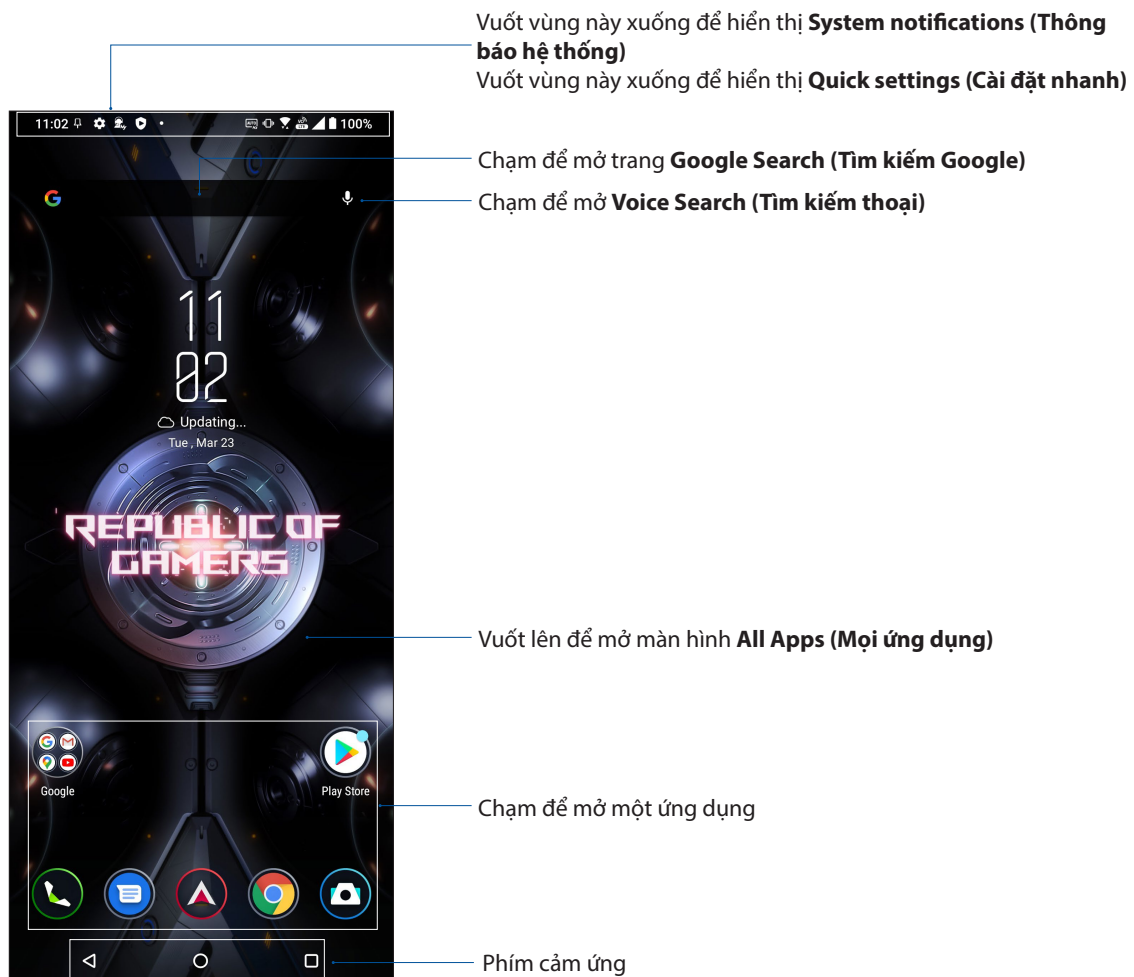 Vuốt vùng này xuống để hiển thị System notifications (Thông
báo hệ thống)
Vuốt vùng này xuống để hiển thị Quick settings (Cài đặt nhanh)
11:02 100%
Chạm để mở trang Google Search (Tìm kiếm Google)
Chạm để mở Voice Search (Tìm kiếm thoại)
11
02
Updating...
Tue , Mar 23
REPUBLIC OF
GAMERS
Vuốt lên để mở màn hình All Apps (Mọi ứng dụng)
Google Play Store
Chạm để mở một ứng dụng
Phím cảm ứng